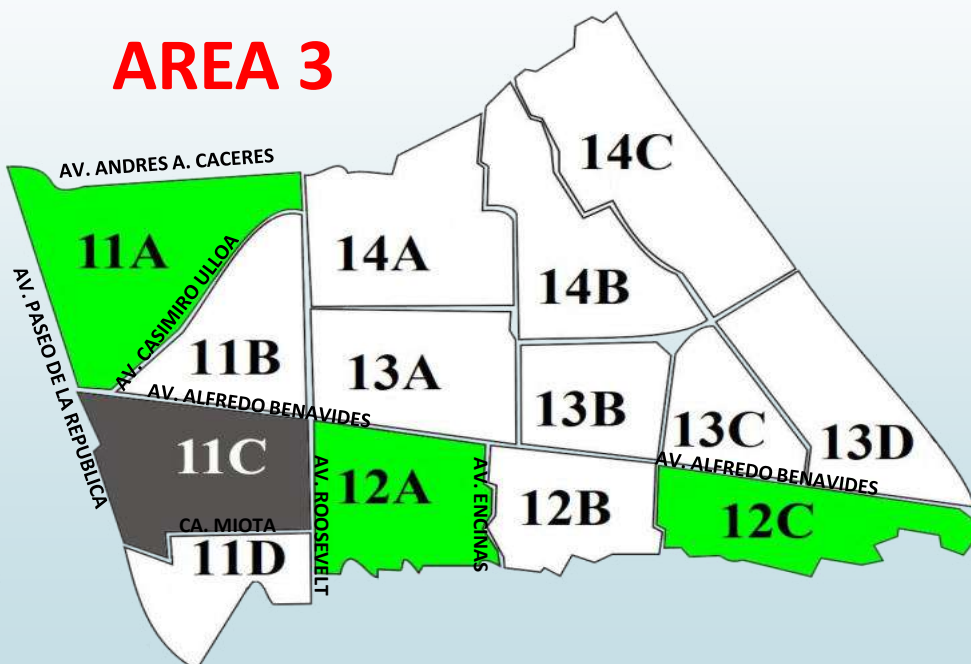 AREA 3
AV. ANDRES A. CACERES
14C
11A
14A
AV. CASIMIRO ULLOA
14B
AV. PASEO DE LA REPUBLICA
11B
13A
AV. ALFREDO BENAVIDES
13B
13C
13D
11C
AV. ROOSEVELT
12A
AV. ENCINAS
AV. ALFREDO BENAVIDES
12B
12C
CA. MIOTA
11D